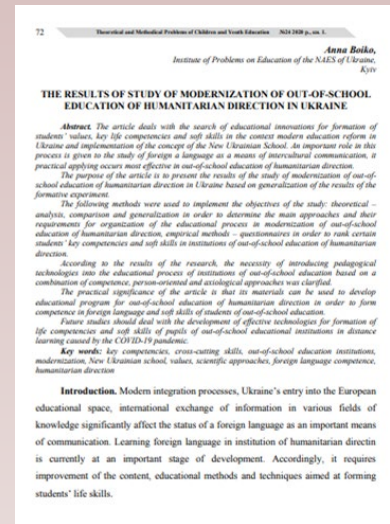 72 Theoretical and Methodical Problems of Children and Youth Education №24 2020 р., кн. 1.
Anna Boiko,
Institute of Problems on Education of the NAES of Ukraine,
Kyiv
THE RESULTS OF STUDY OF MODERNIZATION OF OUT-OF-SCHOOL
EDUCATION OF HUMANITARIAN DIRECTION IN UKRAINE
Abstract. The article deals with the search of educational innovations for formation of
students' values, key life competencies and soft skills in the context modern education reform in
Ukraine and implementation of the concept of the New Ukrainian School. An important role in this
process is given to the study of foreign a language as a means of intercultural communication, it
practical applying occurs most effective in out-of-school education of humanitarian direction.
The purpose of the article is to present the results of the study of modernization of out-of-
school education of humanitarian direction in Ukraine based on generalization of the results of the
formative experiment.
The following methods were used to implement the objectives of the study: theoretical –
analysis, comparison and generalization in order to determine the main approaches and their
requirements for organization of the educational process in modernization of out-of-school
education of humanitarian direction, empirical methods – questionnaires in order to rank certain
students' key competencies and soft skills in institutions of out-of-school education of humanitarian
direction.
According to the results of the research, the necessity of introducing pedagogical
technologies into the educational process of institutions of out-of-school education based on a
combination of competence, person-oriented and axiological approaches was clarified.
The practical significance of the article is that its materials can be used to develop
educational program for out-of-school education of humanitarian direction in order to form
competence in foreign language and soft skills of students of out-of-school education.
Future studies should deal with the development of effective technologies for formation of
life competencies and soft skills of pupils of out-of-school educational institutions in distance
learning caused by the COVID-19 pandemic.
Key words: key competencies, cross-cutting skills, out-of-school education institutions,
modernization, New Ukrainian school, values, scientific approaches, foreign language competence,
humanitarian direction
Introduction. Modern integration processes, Ukraine's entry into the European
educational space, international exchange of information in various fields of
knowledge significantly affect the status of a foreign language as an important means
of communication. Learning foreign language in institution of humanitarian directin
is currently at an important stage of development. Accordingly, it requires
improvement of the content, educational methods and techniques aimed at forming
students' life skills.